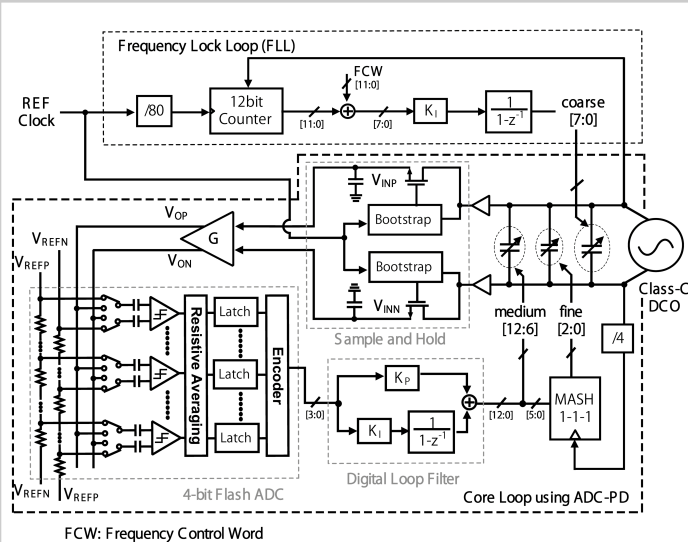 Frequency Lock Loop (FLL)
REF
Clock
/80
12bit
Counter
[11:0]
FCW
[11:0]
[7:0]
K_I
1
1-z^-1
coarse
[7:0]
V_INP
Bootstrap
Bootstrap
V_INN
Sample and Hold
V_OP
G
V_ON
V_REFN
V_REFP
Resistive Averaging
Latch
Latch
Latch
Encoder
V_REFN
V_REFP
4-bit Flash ADC
[3:0]
K_P
K_I
1
1-z^-1
Digital Loop Filter
[12:0]
[5:0]
medium
[12:6]
fine
[2:0]
MASH
1-1-1
/4
Class-C
DCO
Core Loop using ADC-PD
FCW: Frequency Control Word